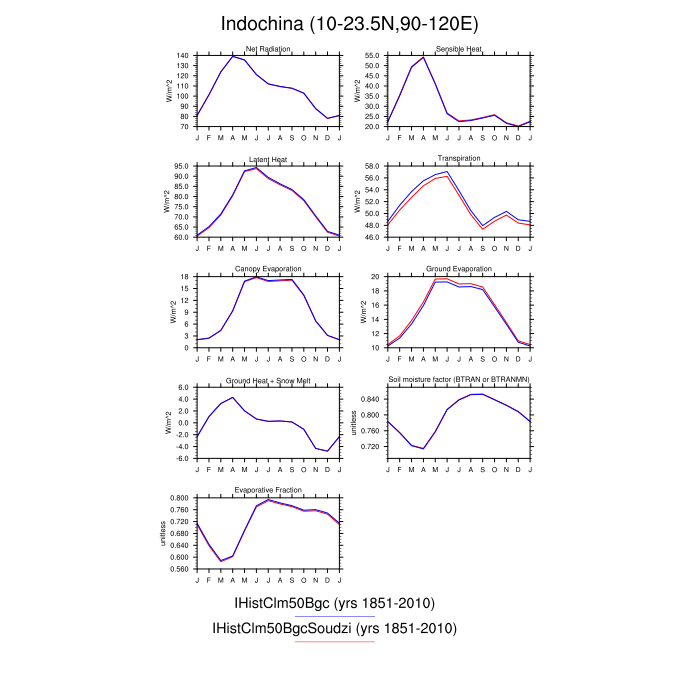 Indochina (10-23.5N,90-120E)
Net Radiation
W/m^2
140
130
120
110
100
90
80
70
J F M A M J J A S O N D J
Sensible Heat
W/m^2
55.0
50.0
45.0
40.0
35.0
30.0
25.0
20.0
J F M A M J J A S O N D J
Latent Heat
W/m^2
95.0
90.0
85.0
80.0
75.0
70.0
65.0
60.0
J F M A M J J A S O N D J
Transpiration
W/m^2
58.0
56.0
54.0
52.0
50.0
48.0
46.0
J F M A M J J A S O N D J
Canopy Evaporation
W/m^2
18
15
12
9
6
3
0
J F M A M J J A S O N D J
Ground Evaporation
W/m^2
20
18
16
14
12
10
J F M A M J J A S O N D J
Ground Heat + Snow Melt
W/m^2
6.0
4.0
2.0
0.0
-2.0
-4.0
-6.0
J F M A M J J A S O N D J
Soil moisture factor (BTRAN or BTRANMN)
unitless
0.840
0.800
0.760
0.720
J F M A M J J A S O N D J
Evaporative Fraction
unitless
0.800
0.760
0.720
0.680
0.640
0.600
0.560
J F M A M J J A S O N D J
IHistClm50Bgc (yrs 1851-2010)
IHistClm50BgcSoudzi (yrs 1851-2010)